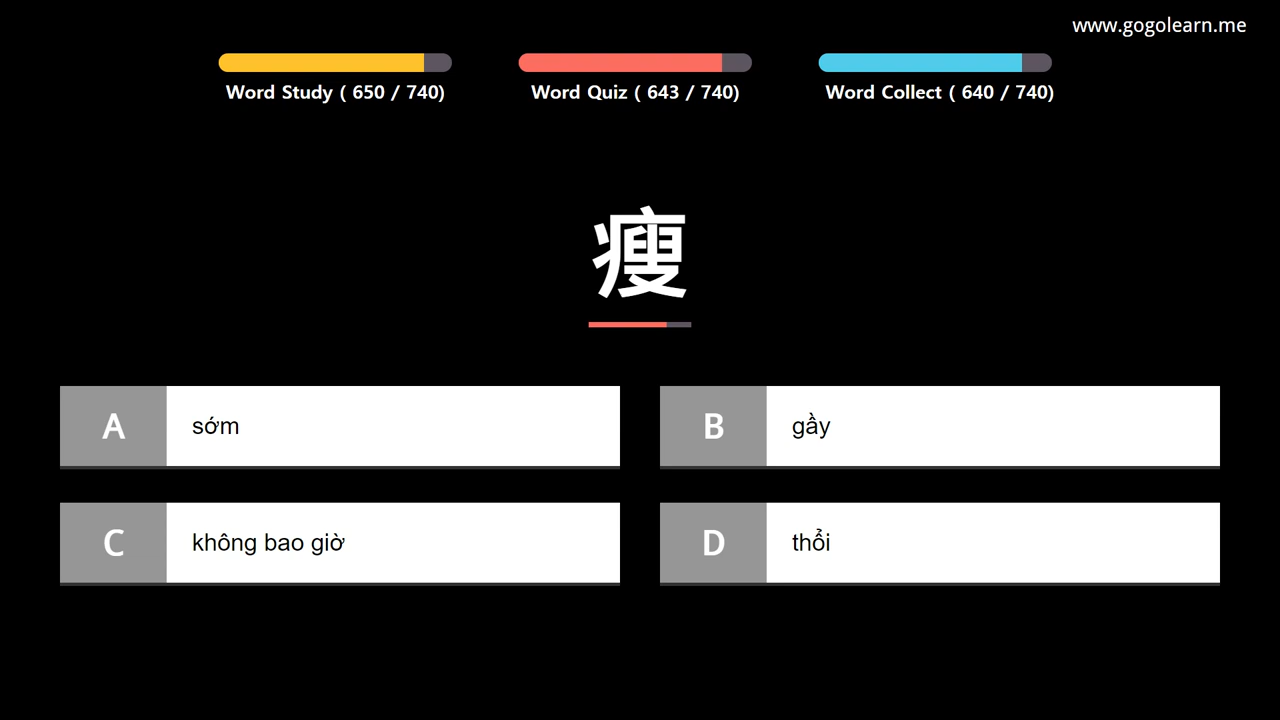 www.gogolearn.me
Word Study ( 650 / 740)
Word Quiz ( 643 / 740)
Word Collect ( 640 / 740)
瘦
A sớm
B gầy
C không bao giờ
D thổi